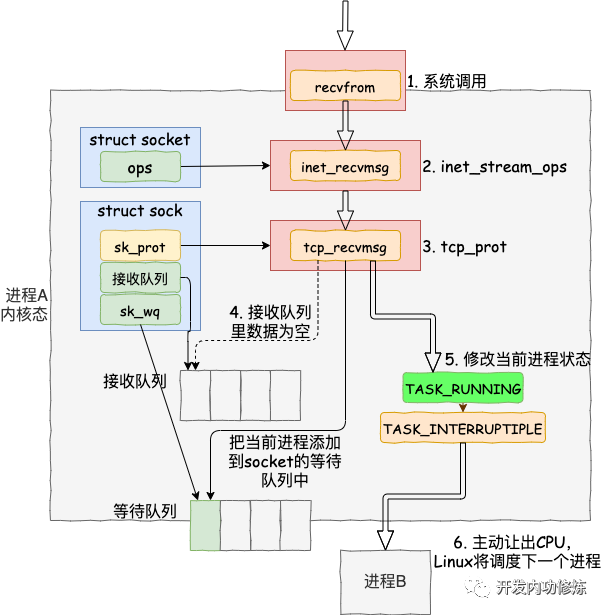 recvfrom
1. 系统调用
struct socket
ops
inet_recvmsg
2. inet_stream_ops
struct sock
sk_prot
tcp_recvmsg
3. tcp_prot
接收队列
sk_wq
进程A
内核态
4. 接收队列
里数据为空
5. 修改当前进程状态
接收队列
TASK_RUNNING
TASK_INTERRUPTIPLE
把当前进程添加
到socket的等待
队列中
等待队列
6. 主动让出CPU，
Linux将调度下一个进程
进程B
开发内功修炼